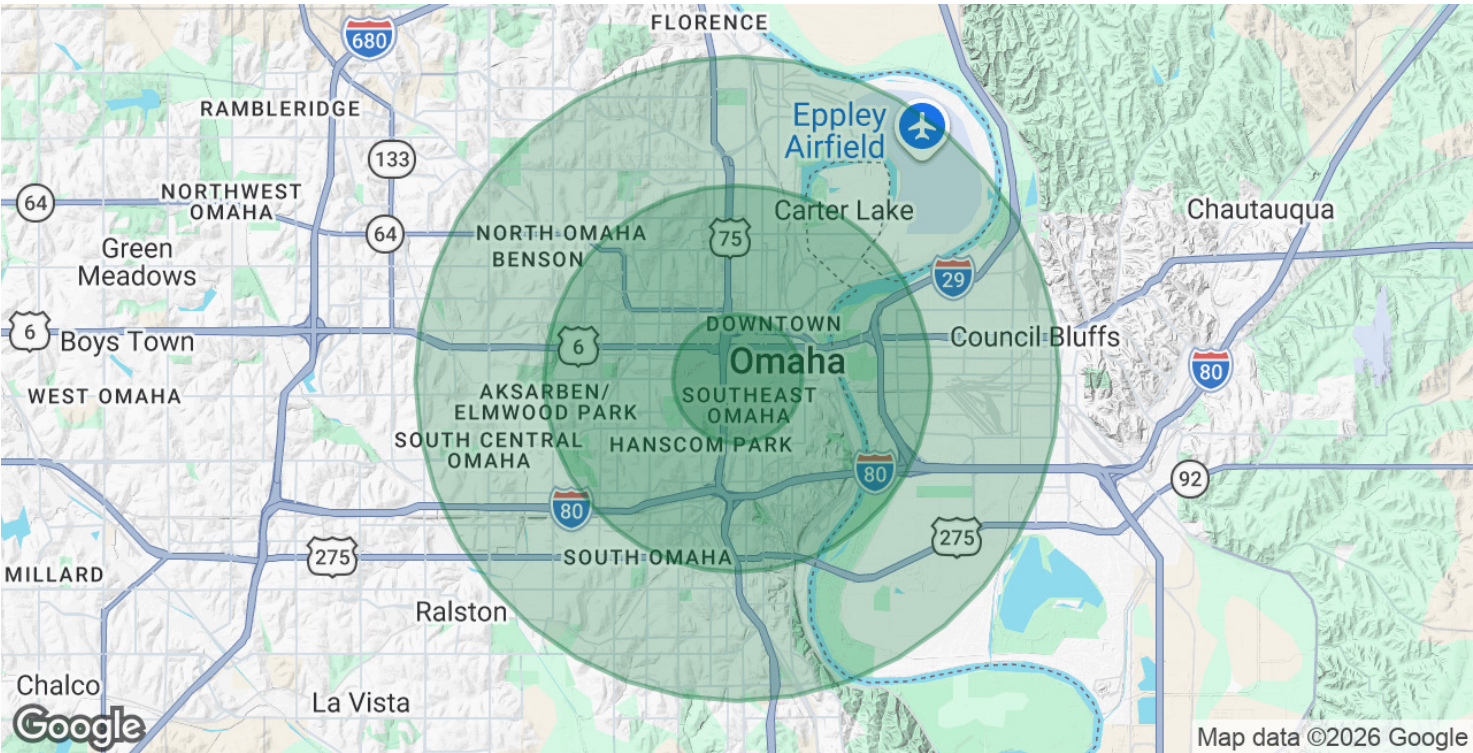 FLORENCE
680
RAMBLERIDGE
Eppley
Airfield
133
NORTHWEST
OMAHA
64
64
Carter Lake
Chautauqua
NORTH OMAHA
BENSON
75
Green
Meadows
29
6
Boys Town
DOWNTOWN
Council Bluffs
6
Omaha
80
WEST OMAHA
AKSARBEN/
ELMWOOD PARK
SOUTHEAST
OMAHA
SOUTH CENTRAL
OMAHA
HANSCOM PARK
80
92
80
275
275
SOUTH OMAHA
MILLARD
Ralston
Chalco
La Vista
Google
Map data ©2026 Google